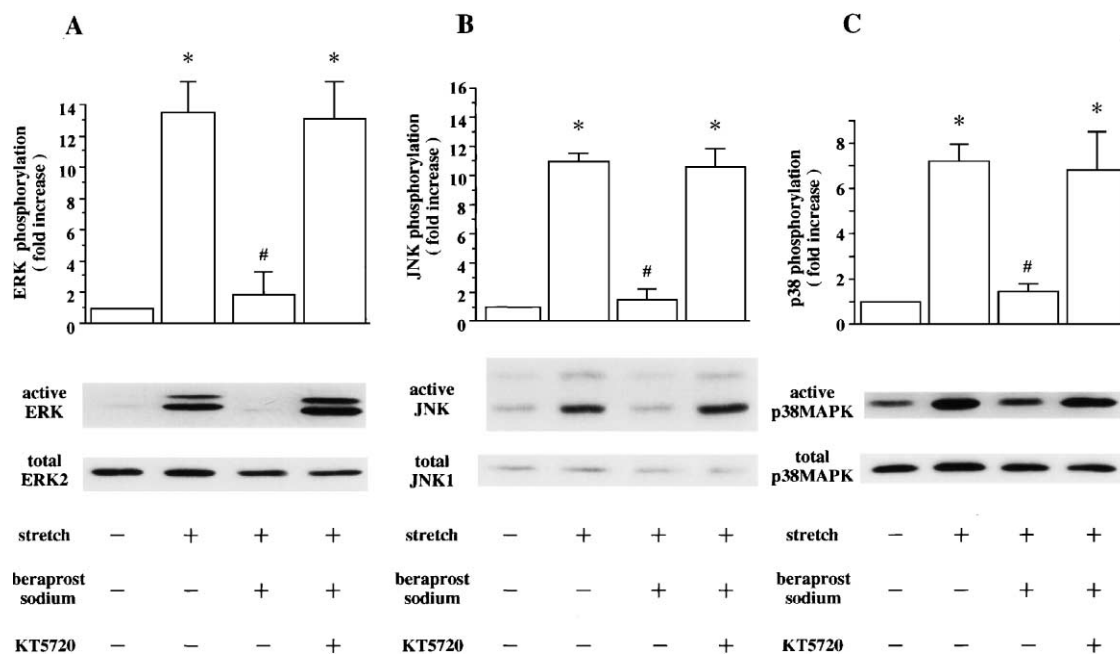 A
ERK phosphorylation
( fold increase )
14
12
10
8
6
4
2
0
*
#
*
active
ERK
total
ERK2
stretch − + + +
beraprost
sodium − − + +
KT5720 − − − +
B
JNK phosphorylation
( fold increase )
16
14
12
10
8
6
4
2
0
*
#
*
active
JNK
total
JNK1
stretch − + + +
beraprost
sodium − − + +
KT5720 − − − +
C
p38 phosphorylation
( fold increase )
8
6
4
2
0
*
#
*
active
p38MAPK
total
p38MAPK
stretch − + + +
beraprost
sodium − − + +
KT5720 − − − +